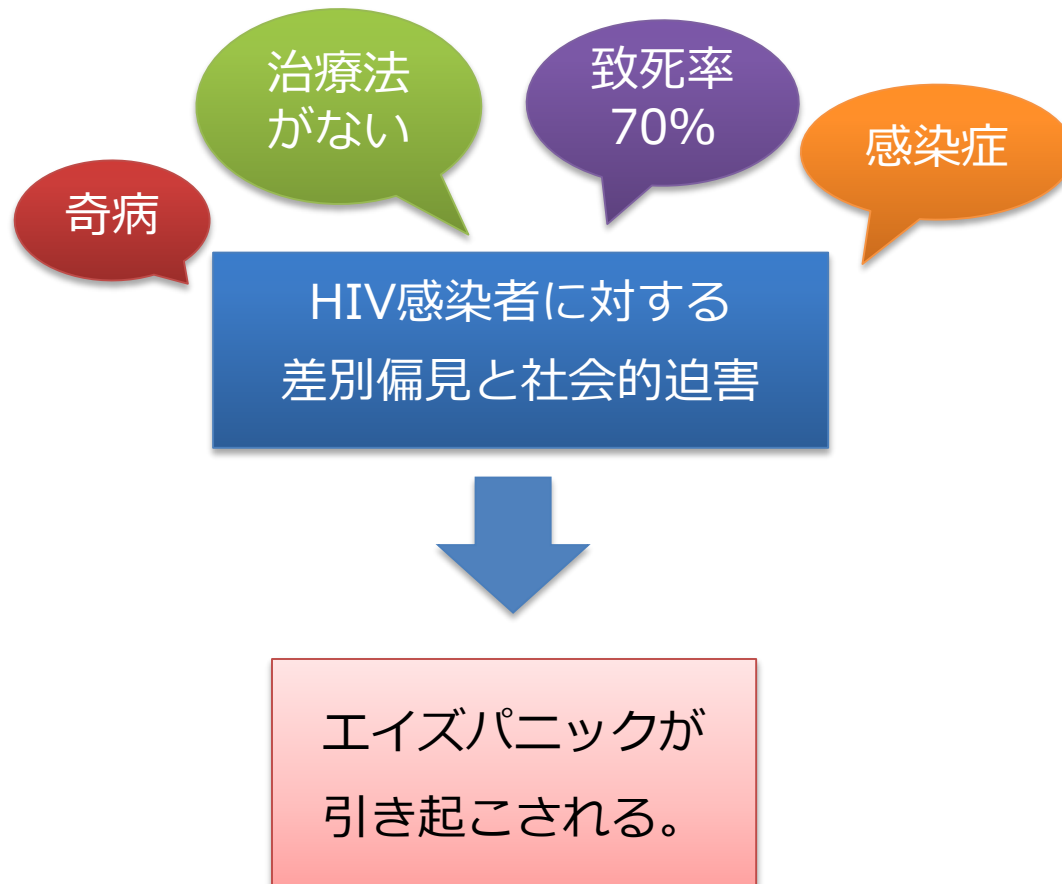 治療法
がない
致死率
70%
感染症
奇病
HIV感染者に対する
差別偏見と社会的迫害
エイズパニックが
引き起こされる。